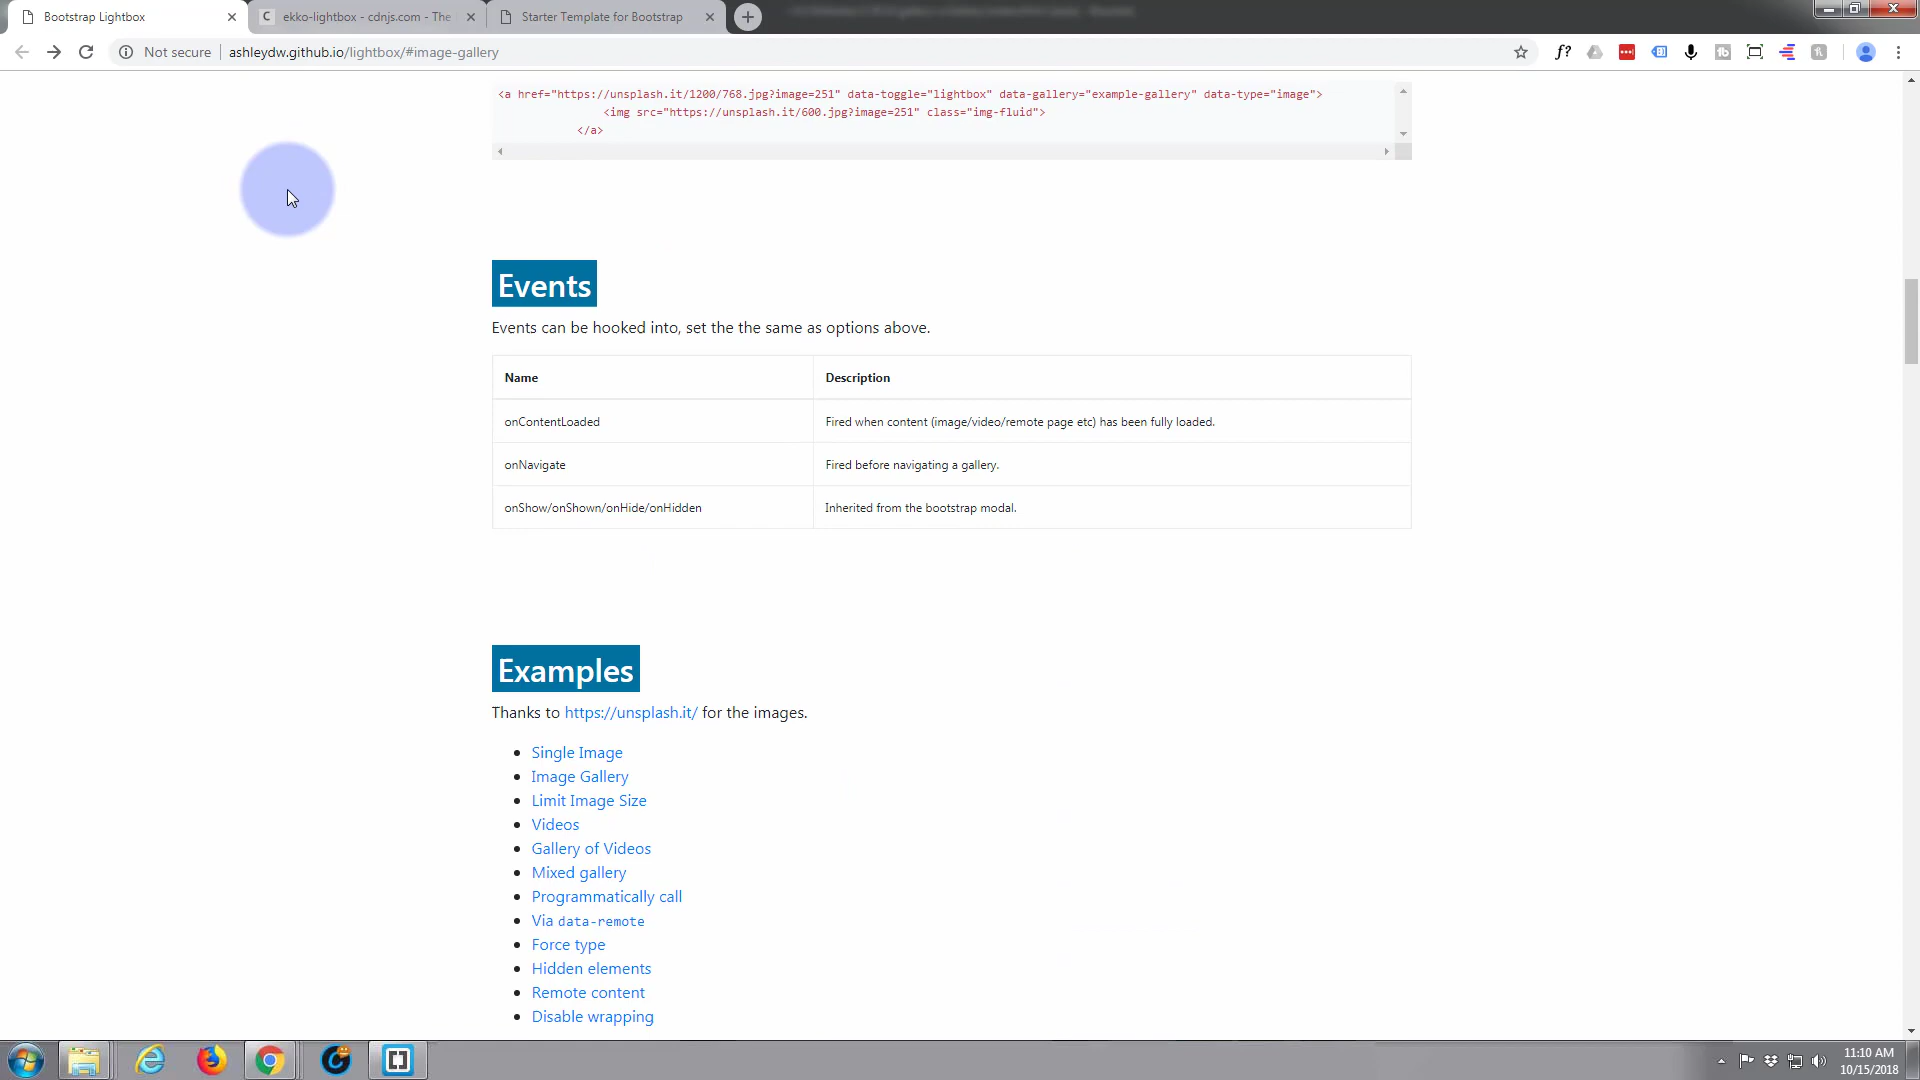 Bootstrap Lightbox
ekko-lightbox - cdnjs.com - The
Starter Template for Bootstrap
Not secure
ashleydw.github.io/lightbox/#image-gallery
f?
<a href="https://unsplash.it/1200/768.jpg?image=251" data-toggle="lightbox" data-gallery="example-gallery" data-type="image">
<img src="https://unsplash.it/600.jpg?image=251" class="img-fluid">
</a>
Events
Events can be hooked into, set the the same as options above.
Name
Description
onContentLoaded
Fired when content (image/video/remote page etc) has been fully loaded.
onNavigate
Fired before navigating a gallery.
onShow/onShown/onHide/onHidden
Inherited from the bootstrap modal.
Examples
Thanks to https://unsplash.it/ for the images.
Single Image
Image Gallery
Limit Image Size
Videos
Gallery of Videos
Mixed gallery
Programmatically call
Via data-remote
Force type
Hidden elements
Remote content
Disable wrapping
11:10 AM
10/15/2018